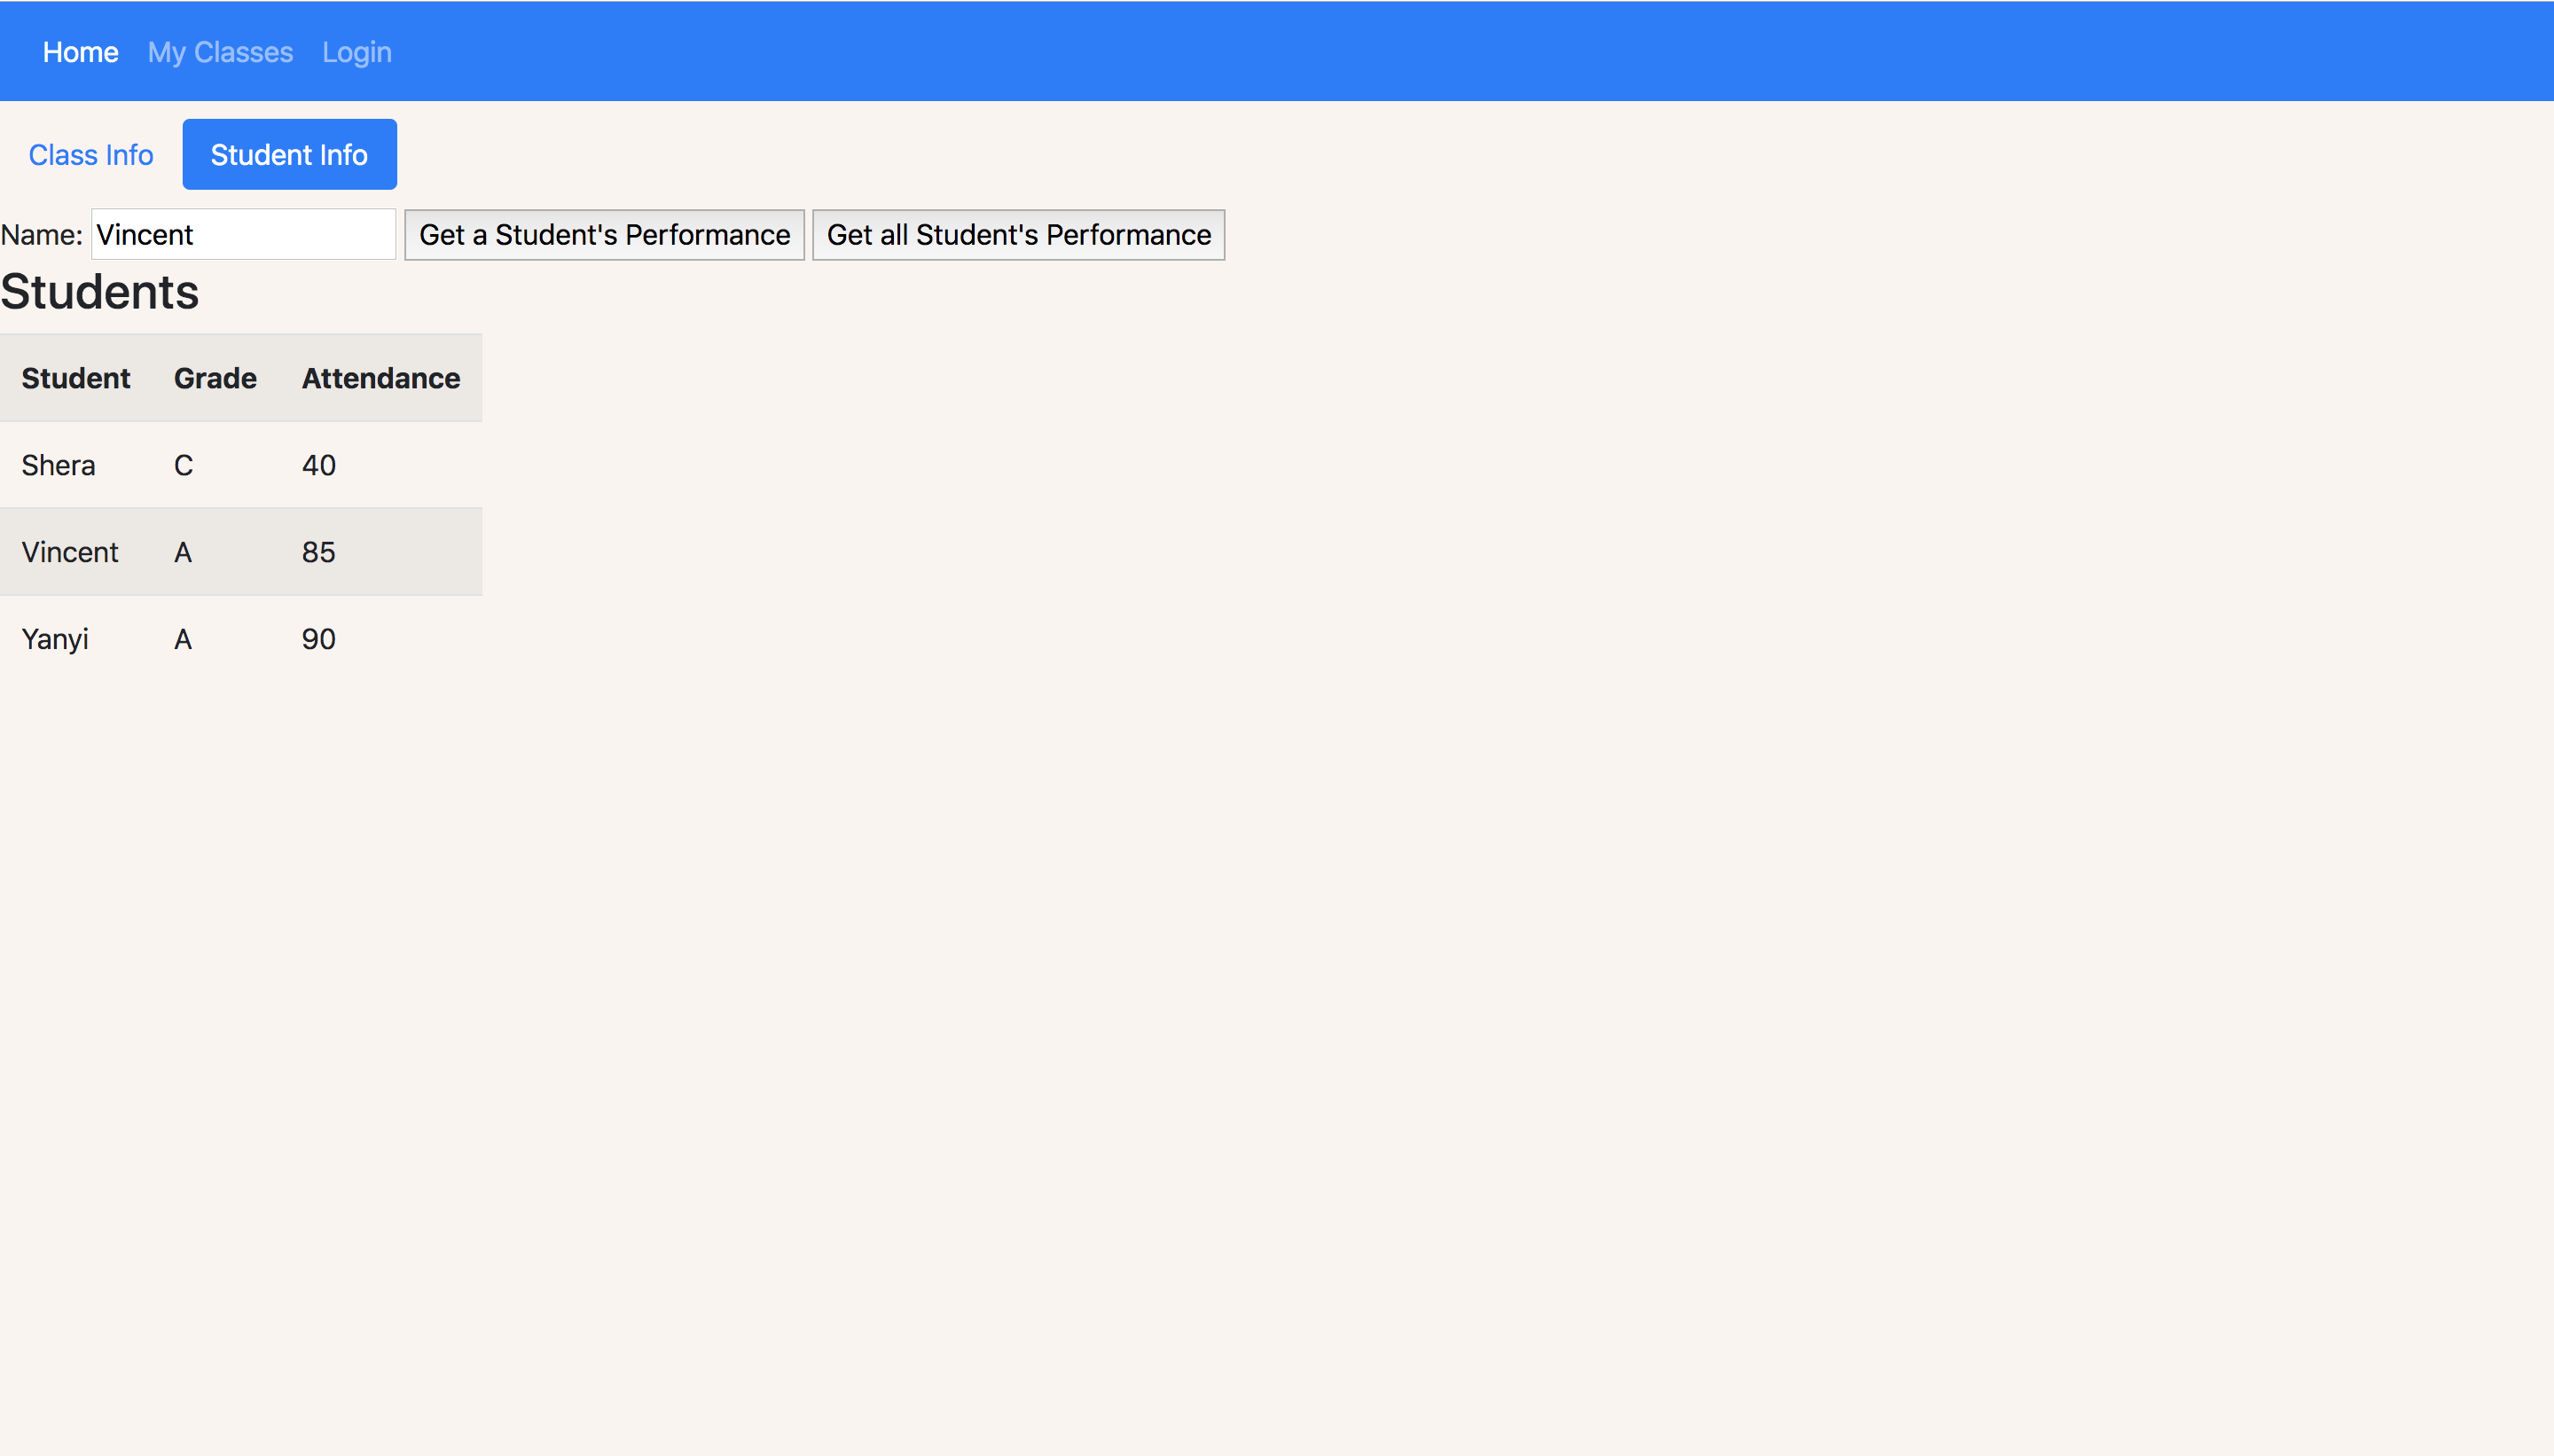 Home My Classes Login
Class Info Student Info
Name: Vincent Get a Student's Performance Get all Student's Performance
Students
Student Grade Attendance
Shera C 40
Vincent A 85
Yanyi A 90